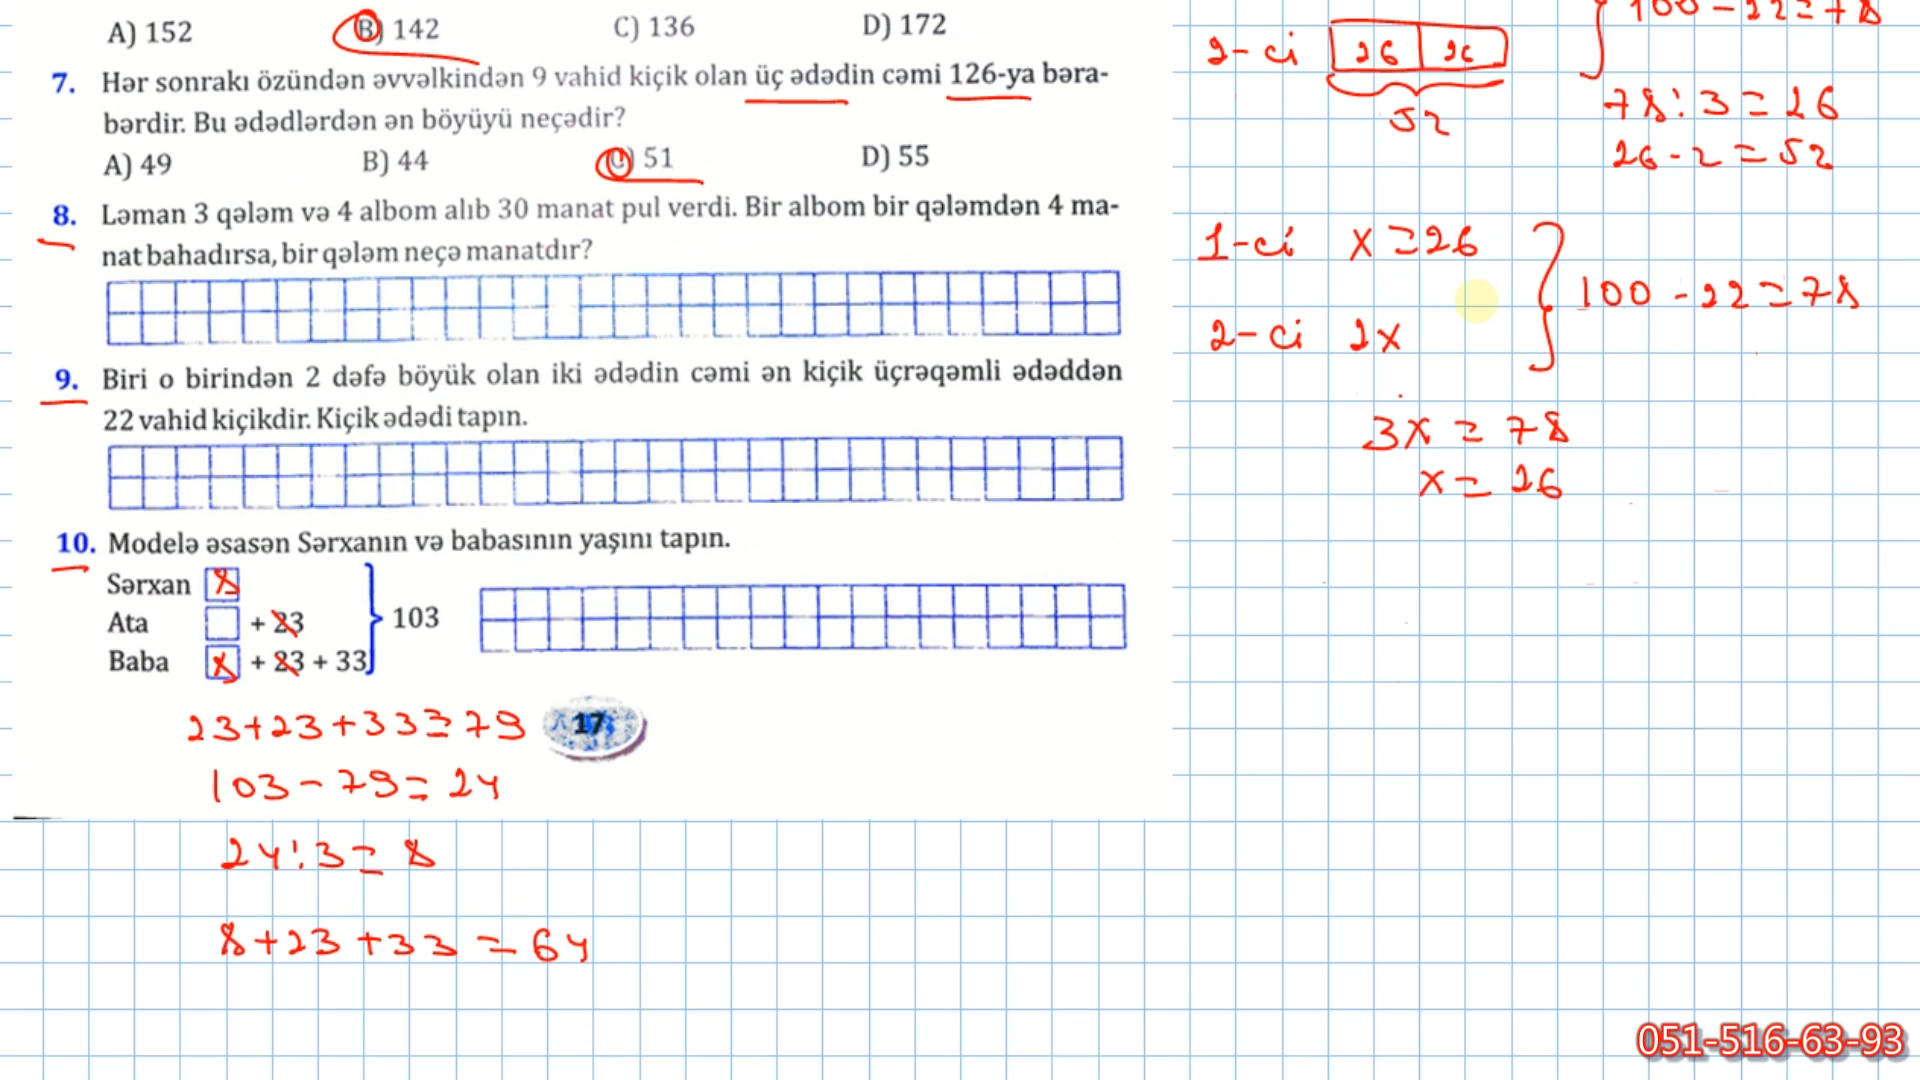 A) 152 B) 142 C) 136 D) 172
7. Hər sonrakı özündən əvvəlkindən 9 vahid kiçik olan üç ədədin cəmi 126-ya bəra-
bərdir. Bu ədədlərdən ən böyüyü neçədir?
A) 49 B) 44 C) 51 D) 55
8. Ləman 3 qələm və 4 albom alıb 30 manat pul verdi. Bir albom bir qələmdən 4 ma-
nat bahadırsa, bir qələm neçə manatdır?
9. Biri o birindən 2 dəfə böyük olan iki ədədin cəmi ən kiçik üçrəqəmli ədəddən
22 vahid kiçikdir. Kiçik ədədi tapın.
10. Modelə əsasən Sərxanın və babasının yaşını tapın.
Sərxan 8
Ata + 23
103
Baba x + 23 + 33
17
23+23+33=79
103-79=24
24:3=8
8+23+33=64
100-22=78
2-ci 26 26
52
78:3=26
26·2=52
1-ci x=26
100-22=78
2-ci 2x
3x=78
x=26
051-516-63-93